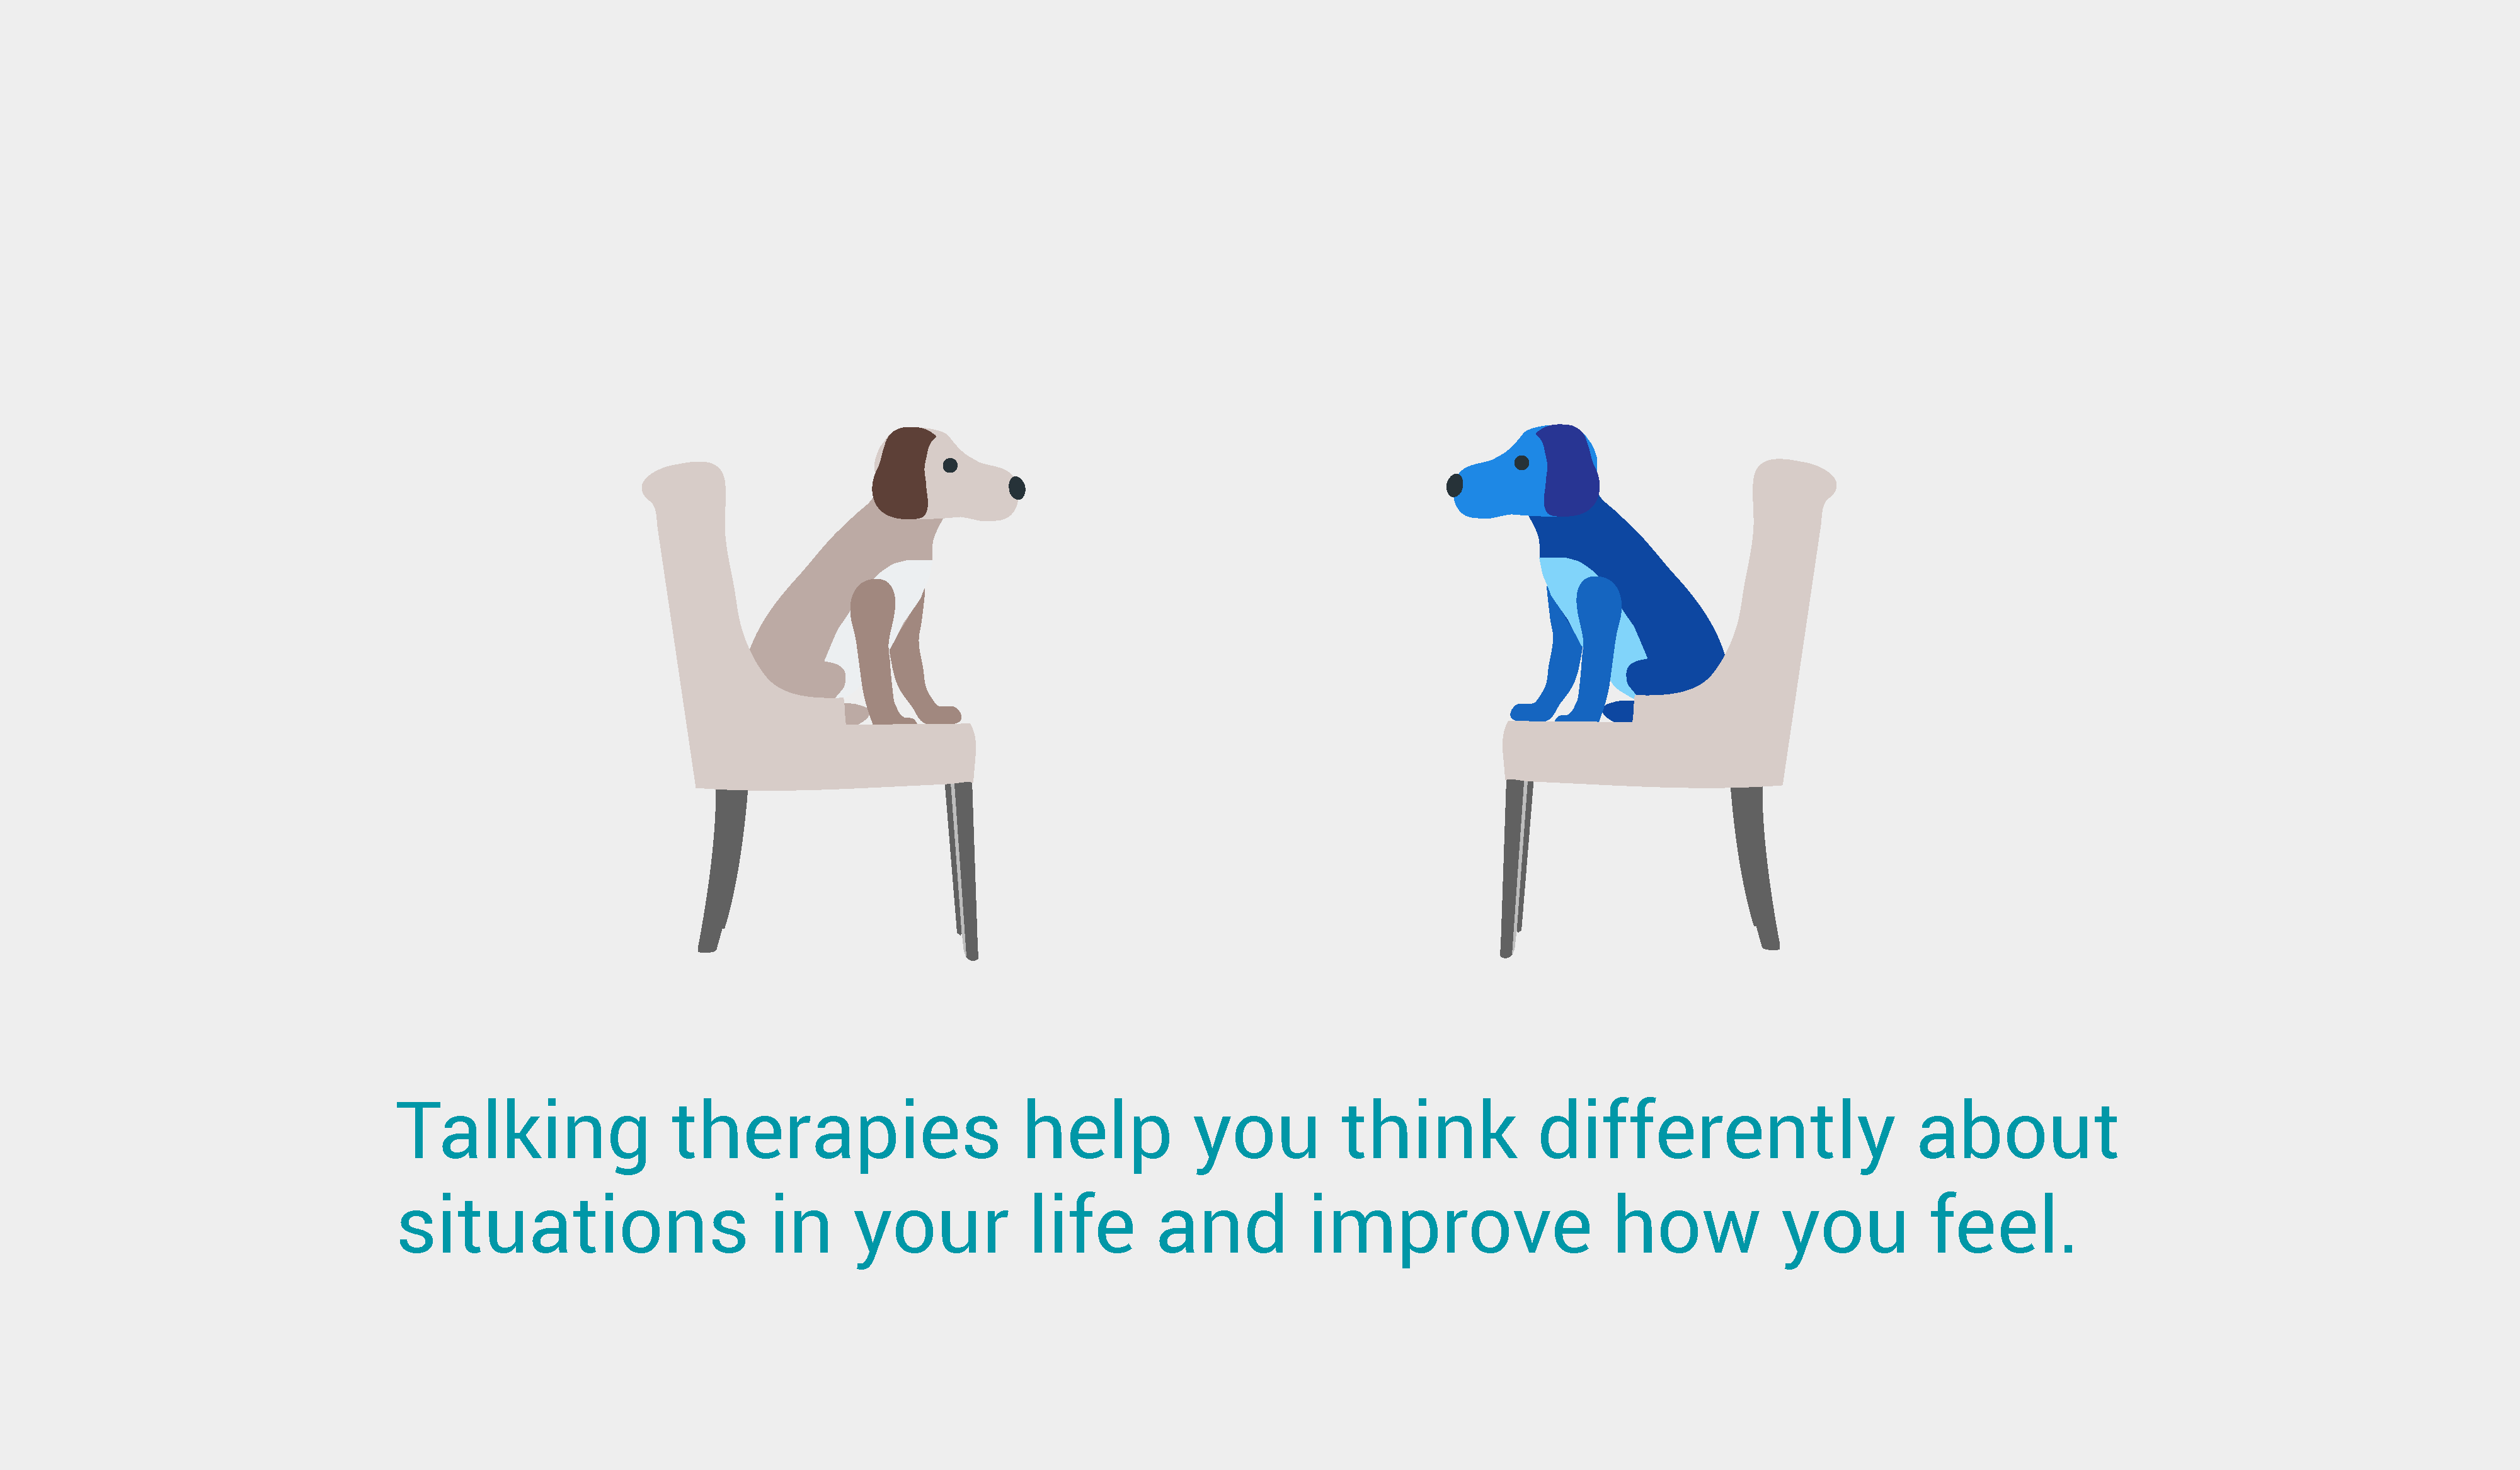 Talking therapies help you think differently about
situations in your life and improve how you feel.